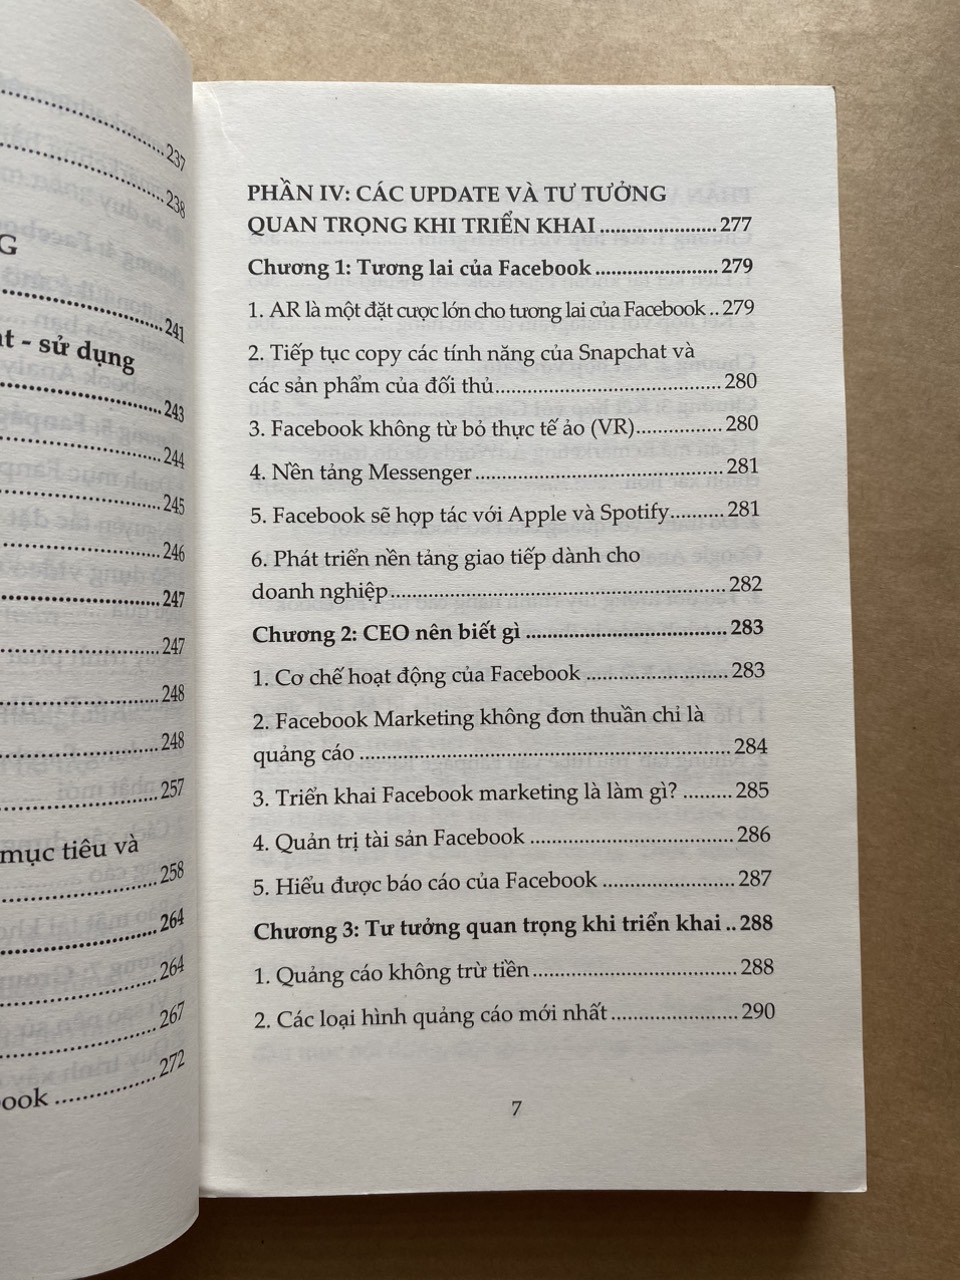 237
238
G
241
at - sử dụng
243
244
245
246
247
247
248
248
257
mục tiêu và
258
264
264
267
ook ............... 272
PHẦN IV: CÁC UPDATE VÀ TƯ TƯỞNG
QUAN TRỌNG KHI TRIỂN KHAI .................... 277
Chương 1: Tương lai của Facebook ..................... 279
1. AR là một đặt cược lớn cho tương lai của Facebook .. 279
2. Tiếp tục copy các tính năng của Snapchat và
các sản phẩm của đối thủ...................................... 280
3. Facebook không từ bỏ thực tế ảo (VR)................... 280
4. Nền tảng Messenger .......................................... 281
5. Facebook sẽ hợp tác với Apple và Spotify.............. 281
6. Phát triển nền tảng giao tiếp dành cho
doanh nghiệp......................................................... 282
Chương 2: CEO nên biết gì .................................. 283
1. Cơ chế hoạt động của Facebook ......................... 283
2. Facebook Marketing không đơn thuần chỉ là
quảng cáo .............................................................. 284
3. Triển khai Facebook marketing là làm gì? ......... 285
4. Quản trị tài sản Facebook .................................. 286
5. Hiểu được báo cáo của Facebook ....................... 287
Chương 3: Tư tưởng quan trọng khi triển khai .. 288
1. Quảng cáo không trừ tiền .................................. 288
2. Các loại hình quảng cáo mới nhất ...................... 290
7